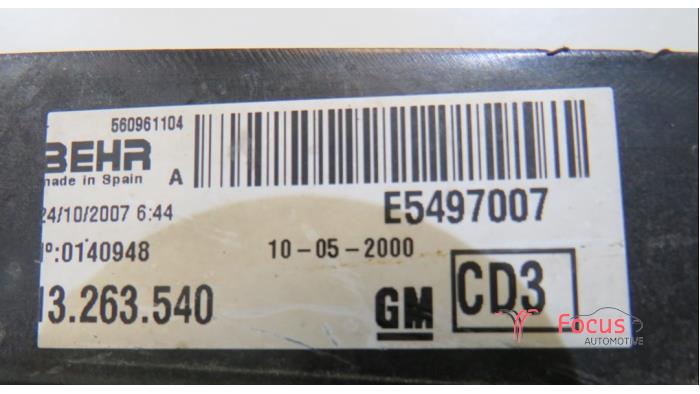 560961104
BEHR
made in Spain A
24/10/2007 6:44
E5497007
º:0140948
10-05-2000
13.263.540
GM
CD3
Focus
AUTOMOTIVE